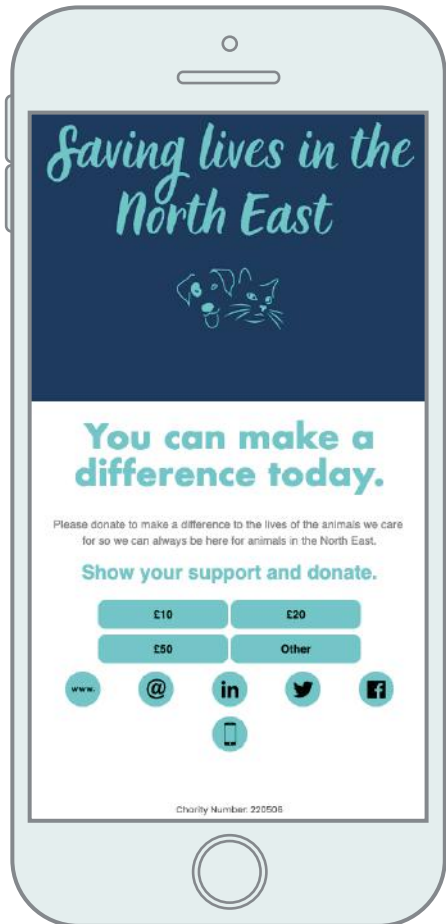 Saving lives in the
North East
You can make a
difference today.
Please donate to make a difference to the lives of the animals we care
for so we can always be here for animals in the North East.
Show your support and donate.
£10 £20
£50 Other
www. @ in
Charity Number: 220506